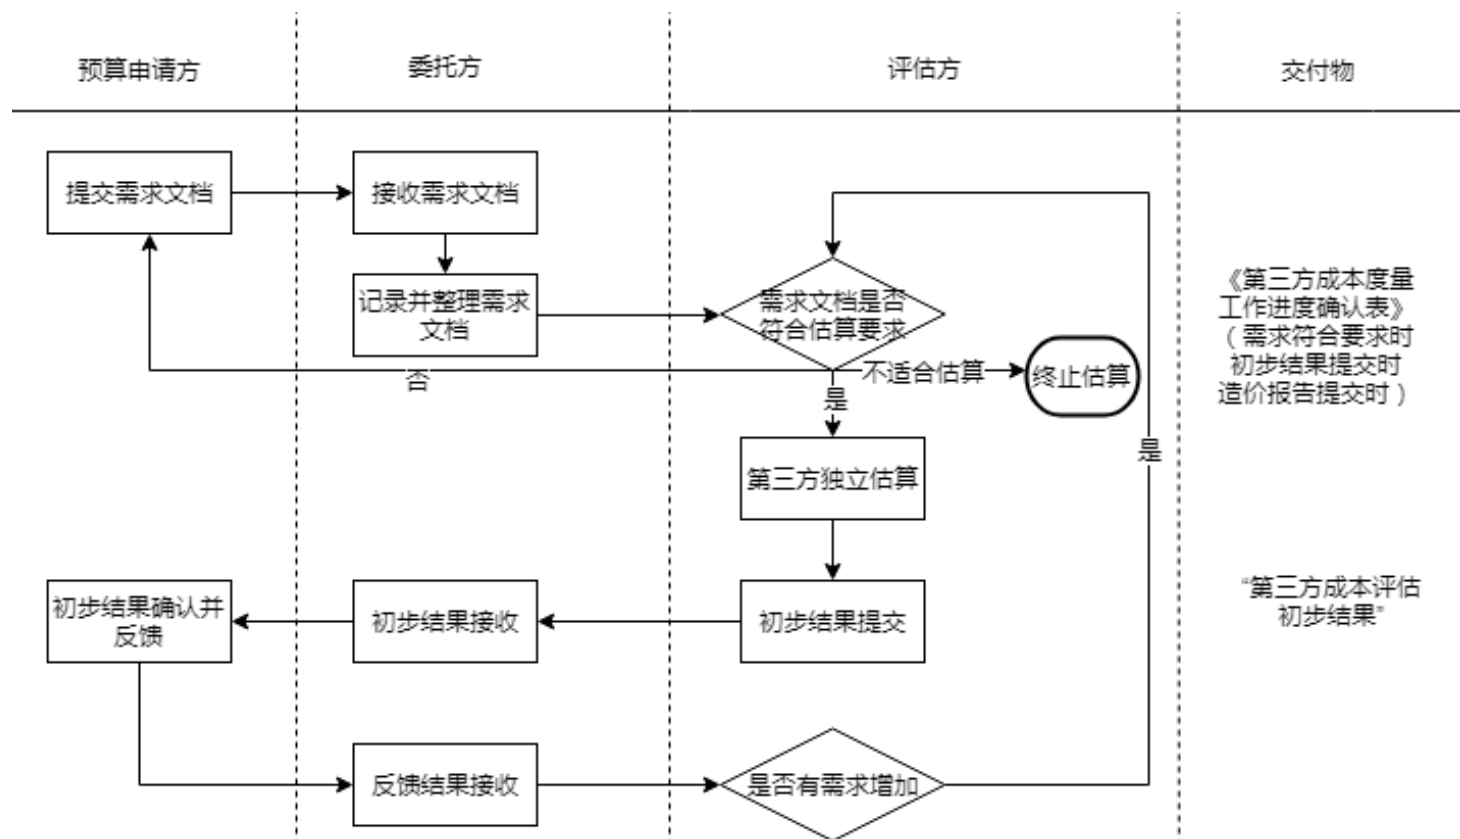 预算申请方
委托方
评估方
交付物
提交需求文档
接收需求文档
记录并整理需求
文档
需求文档是否
符合估算要求
《第三方成本度量
工作进度确认表》
（需求符合要求时
初步结果提交时
造价报告提交时）
否
不适合估算
终止估算
是
是
第三方独立估算
初步结果确认并
反馈
初步结果接收
初步结果提交
“第三方成本评估
初步结果”
反馈结果接收
是否有需求增加